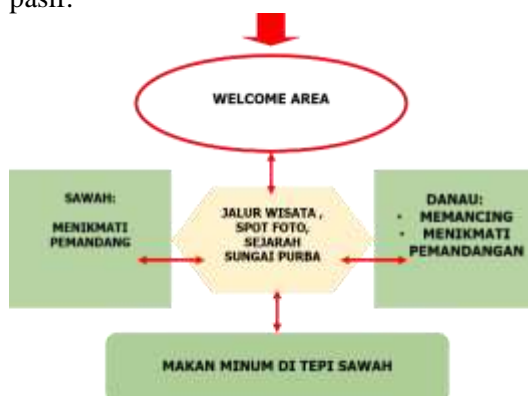 pasif.
WELCOME AREA
SAWAH:
MENIKMATI
PEMANDANG
JALUR WISATA ,
SPOT FOTO,
SEJARAH
SUNGAI PURBA
DANAU:
• MEMANCING
• MENIKMATI
PEMANDANGAN
MAKAN MINUM DI TEPI SAWAH